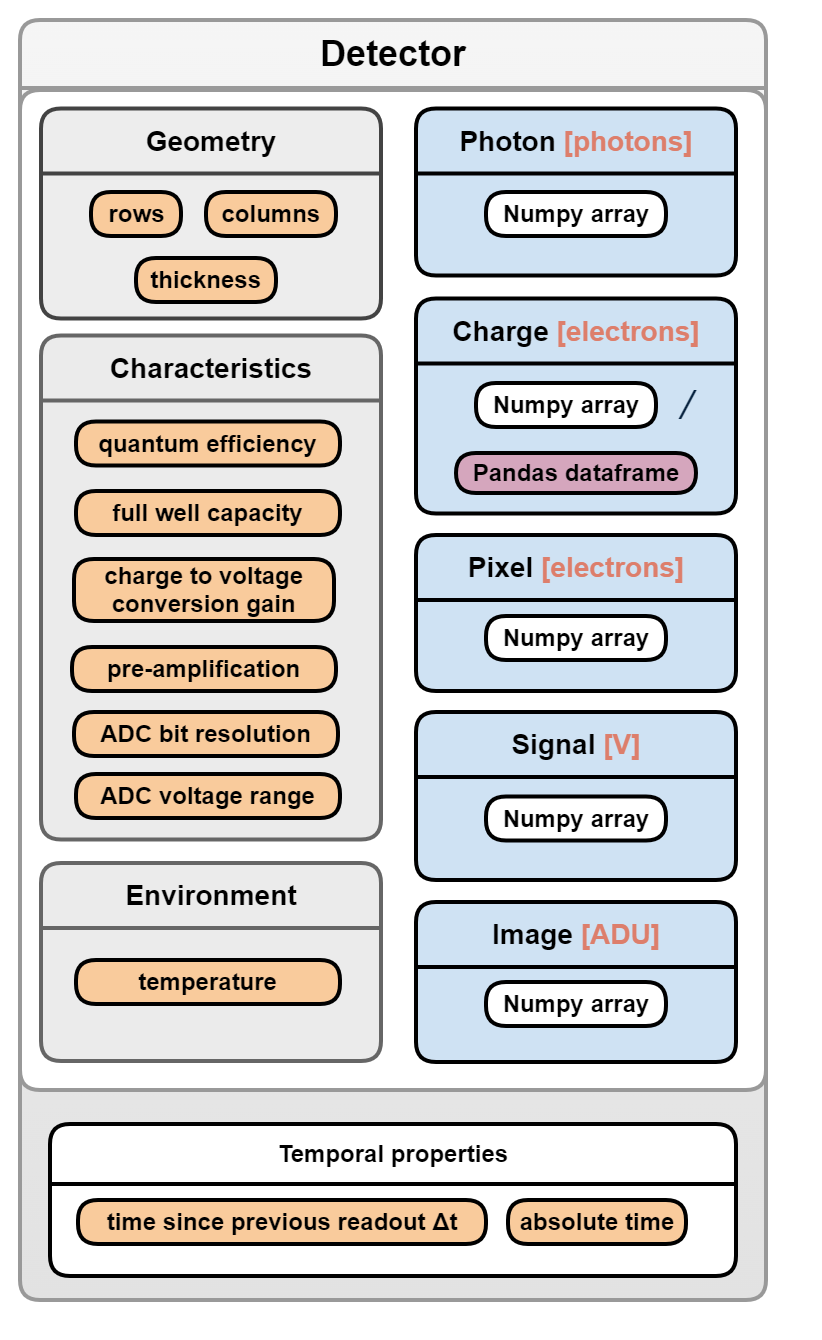 Detector
Geometry
rows
columns
thickness
Characteristics
quantum efficiency
full well capacity
charge to voltage
conversion gain
pre-amplification
ADC bit resolution
ADC voltage range
Environment
temperature
Photon [photons]
Numpy array
Charge [electrons]
Numpy array /
Pandas dataframe
Pixel [electrons]
Numpy array
Signal [V]
Numpy array
Image [ADU]
Numpy array
Temporal properties
time since previous readout Δt
absolute time